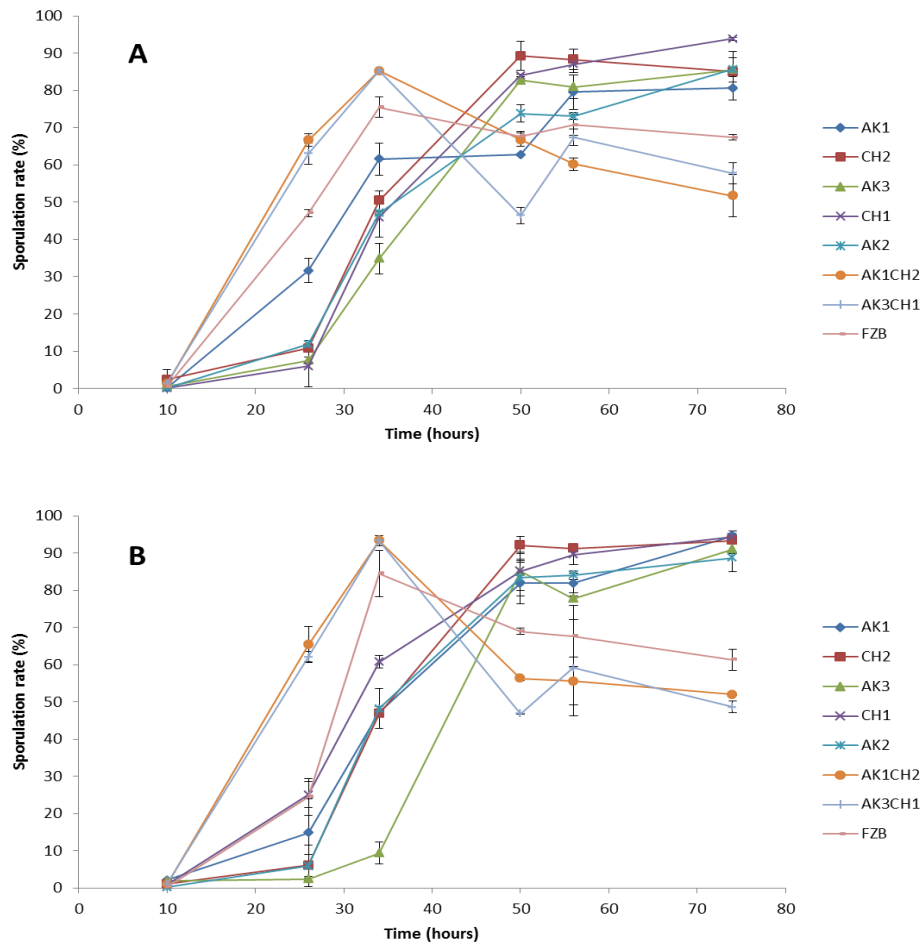 A
Sporulation rate (%)
100
90
80
70
60
50
40
30
20
10
0
0 10 20 30 40 50 60 70 80
Time (hours)
AK1
CH2
AK3
CH1
AK2
AK1CH2
AK3CH1
FZB
B
Sporulation rate (%)
100
90
80
70
60
50
40
30
20
10
0
0 10 20 30 40 50 60 70 80
Time (hours)
AK1
CH2
AK3
CH1
AK2
AK1CH2
AK3CH1
FZB